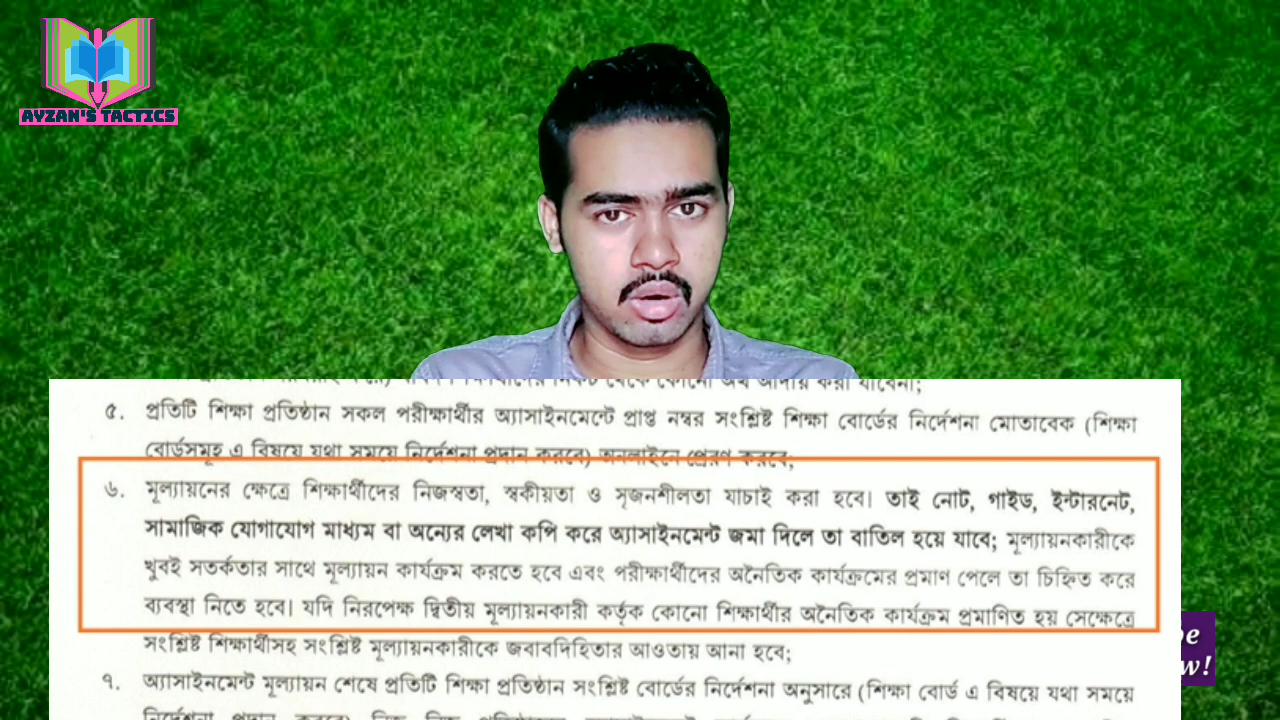 AYZAN'S TACTICS
৫. প্রতিটি শিক্ষা প্রতিষ্ঠান সকল পরীক্ষার্থীর অ্যাসাইনমেন্টে প্রাপ্ত নম্বর সংশ্লিষ্ট শিক্ষা বোর্ডের নির্দেশনা মোতাবেক (শিক্ষা
বোর্ডসমূহ এ বিষয়ে যথা সময়ে নির্দেশনা প্রদান করবে) অনলাইনে প্রেরণ করবে;
৬. মূল্যায়নের ক্ষেত্রে শিক্ষার্থীদের নিজস্বতা, স্বকীয়তা ও সৃজনশীলতা যাচাই করা হবে। তাই নোট, গাইড, ইন্টারনেট,
সামাজিক যোগাযোগ মাধ্যম বা অন্যের লেখা কপি করে অ্যাসাইনমেন্ট জমা দিলে তা বাতিল হয়ে যাবে; মূল্যায়নকারীকে
খুবই সতর্কতার সাথে মূল্যায়ন কার্যক্রম করতে হবে এবং পরীক্ষার্থীদের অনৈতিক কার্যক্রমের প্রমাণ পেলে তা চিহ্নিত করে
ব্যবস্থা নিতে হবে। যদি নিরপেক্ষ দ্বিতীয় মূল্যায়নকারী কর্তৃক কোনো শিক্ষার্থীর অনৈতিক কার্যক্রম প্রমাণিত হয় সেক্ষেত্রে
সংশ্লিষ্ট শিক্ষার্থীসহ সংশ্লিষ্ট মূল্যায়নকারীকে জবাবদিহিতার আওতায় আনা হবে;
৭. অ্যাসাইনমেন্ট মূল্যায়ন শেষে প্রতিটি শিক্ষা প্রতিষ্ঠান সংশ্লিষ্ট বোর্ডের নির্দেশনা অনুসারে (শিক্ষা বোর্ড এ বিষয়ে যথা সময়ে